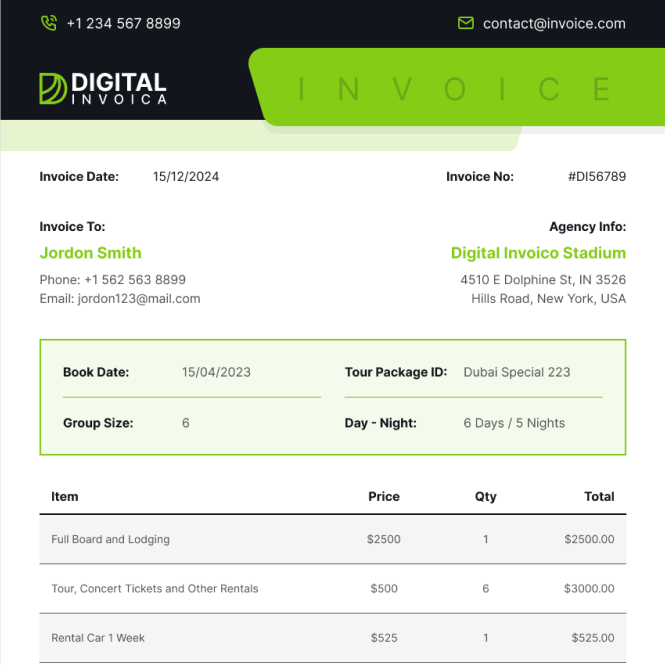 +1 234 567 8899 contact@invoice.com
DIGITAL
INVOICA
INVOICE
Invoice Date: 15/12/2024 Invoice No: #DI56789
Invoice To: Agency Info:
Jordon Smith Digital Invoico Stadium
Phone: +1 562 563 8899 4510 E Dolphine St, IN 3526
Email: jordon123@mail.com Hills Road, New York, USA
Book Date: 15/04/2023 Tour Package ID: Dubai Special 223
Group Size: 6 Day - Night: 6 Days / 5 Nights
Item Price Qty Total
Full Board and Lodging $2500 1 $2500.00
Tour, Concert Tickets and Other Rentals $500 6 $3000.00
Rental Car 1 Week $525 1 $525.00